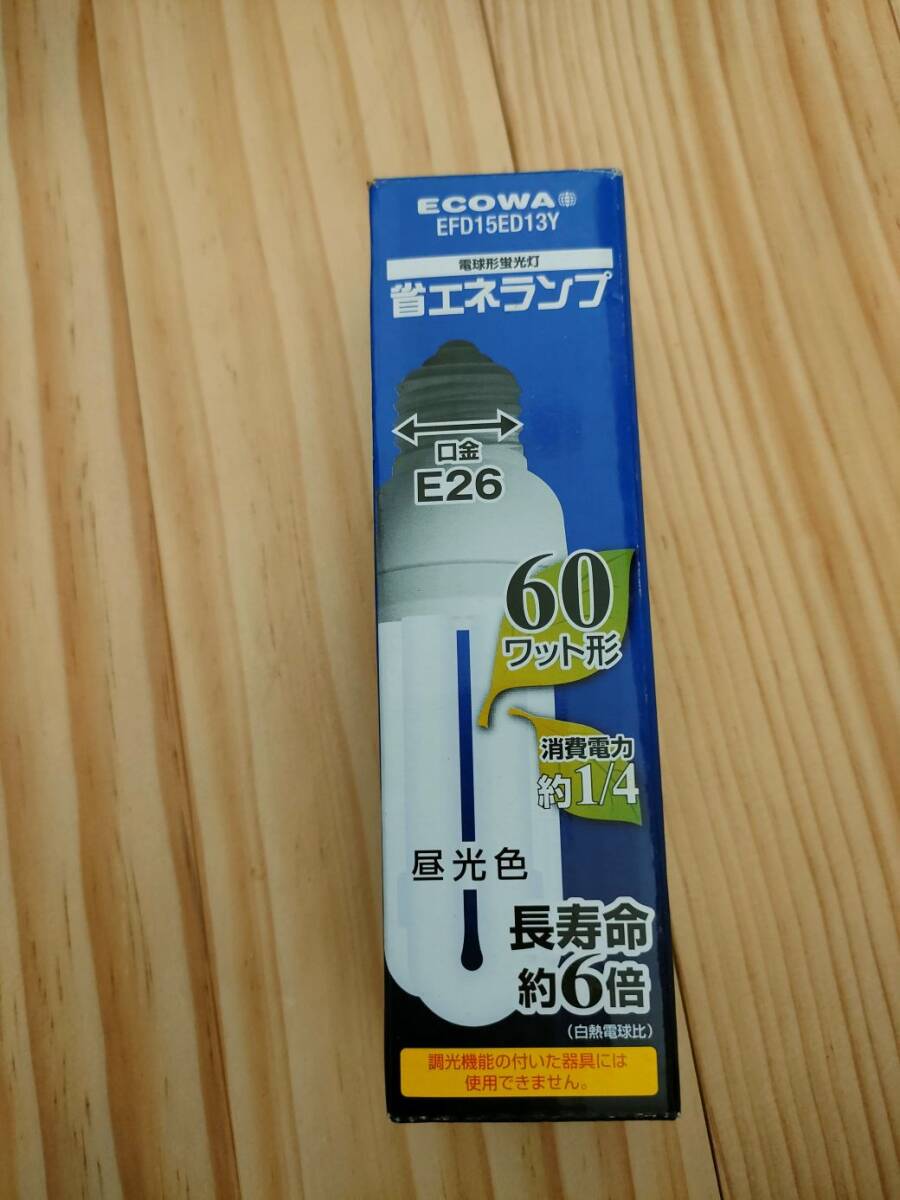 ECOWA
EFD15ED13Y
電球形蛍光灯
省エネランプ
口金
E26
60
ワット形
消費電力
約1/4
昼光色
長寿命
約6倍
(白熱電球比)
調光機能の付いた器具には
使用できません。